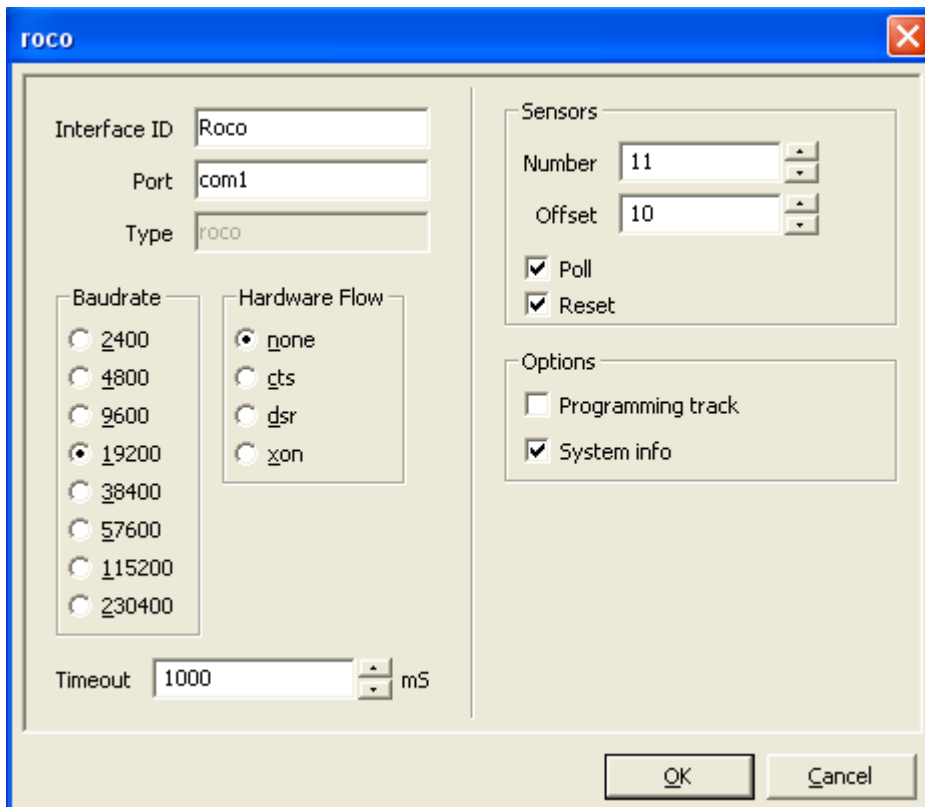 roco
Interface ID Roco
Port com1
Type roco
Baudrate
2400
4800
9600
19200
38400
57600
115200
230400
Hardware Flow
none
cts
dsr
xon
Timeout 1000 mS
Sensors
Number 11
Offset 10
Poll
Reset
Options
Programming track
System info
OK Cancel